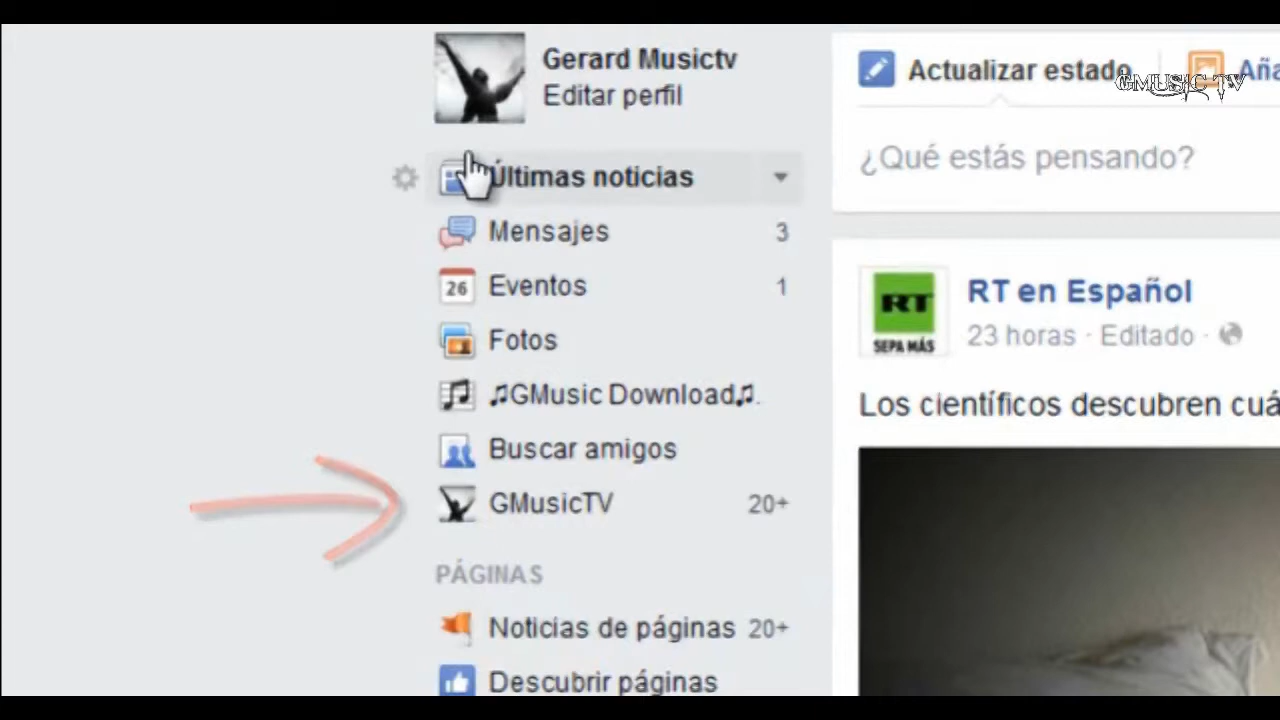 Gerard Musictv
Editar perfil
Últimas noticias
Mensajes 3
26
Eventos 1
Fotos
♫GMusic Download♫.
Buscar amigos
GMusicTV 20+
PÁGINAS
Noticias de páginas 20+
Descubrir páginas
Actualizar estado
Aña
GMUSIC TV
¿Qué estás pensando?
RT
SEPA MÁS
RT en Español
23 horas · Editado ·
Los científicos descubren cuá